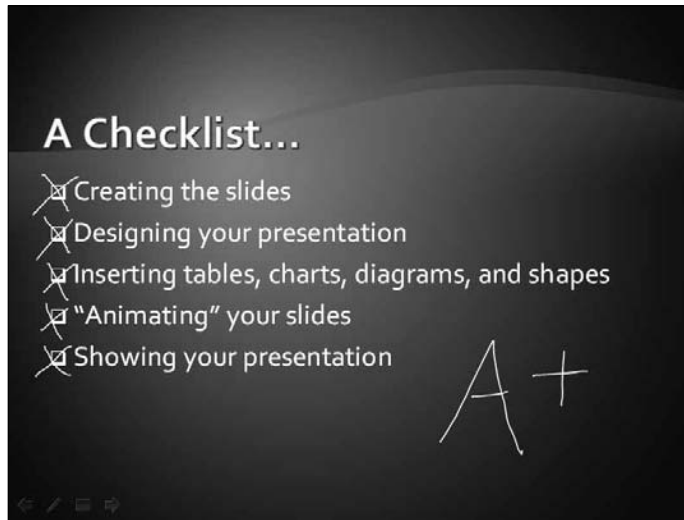 A Checklist...
Creating the slides
Designing your presentation
Inserting tables, charts, diagrams, and shapes
“Animating” your slides
Showing your presentation
A+